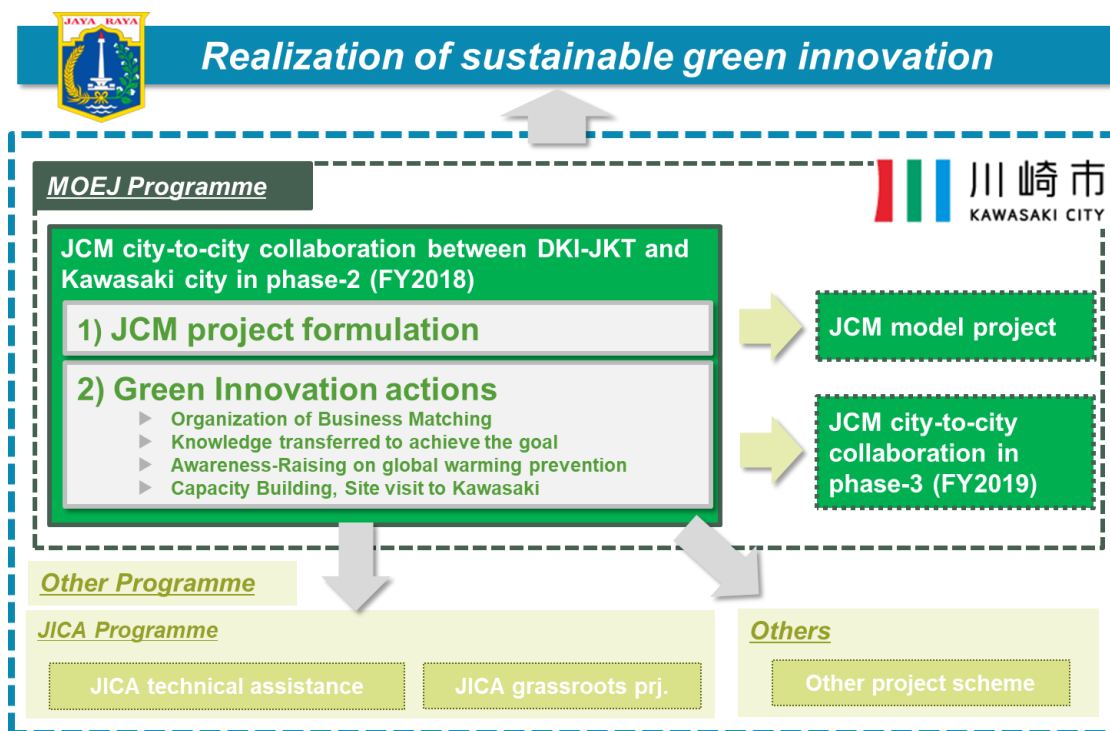 JAYA RAYA
Realization of sustainable green innovation
MOEJ Programme
川崎市
KAWASAKI CITY
JCM city-to-city collaboration between DKI-JKT and
Kawasaki city in phase-2 (FY2018)
1) JCM project formulation
JCM model project
2) Green Innovation actions
Organization of Business Matching
Knowledge transferred to achieve the goal
Awareness-Raising on global warming prevention
Capacity Building, Site visit to Kawasaki
JCM city-to-city
collaboration in
phase-3 (FY2019)
Other Programme
JICA Programme
JICA technical assistance
JICA grassroots prj.
Others
Other project scheme